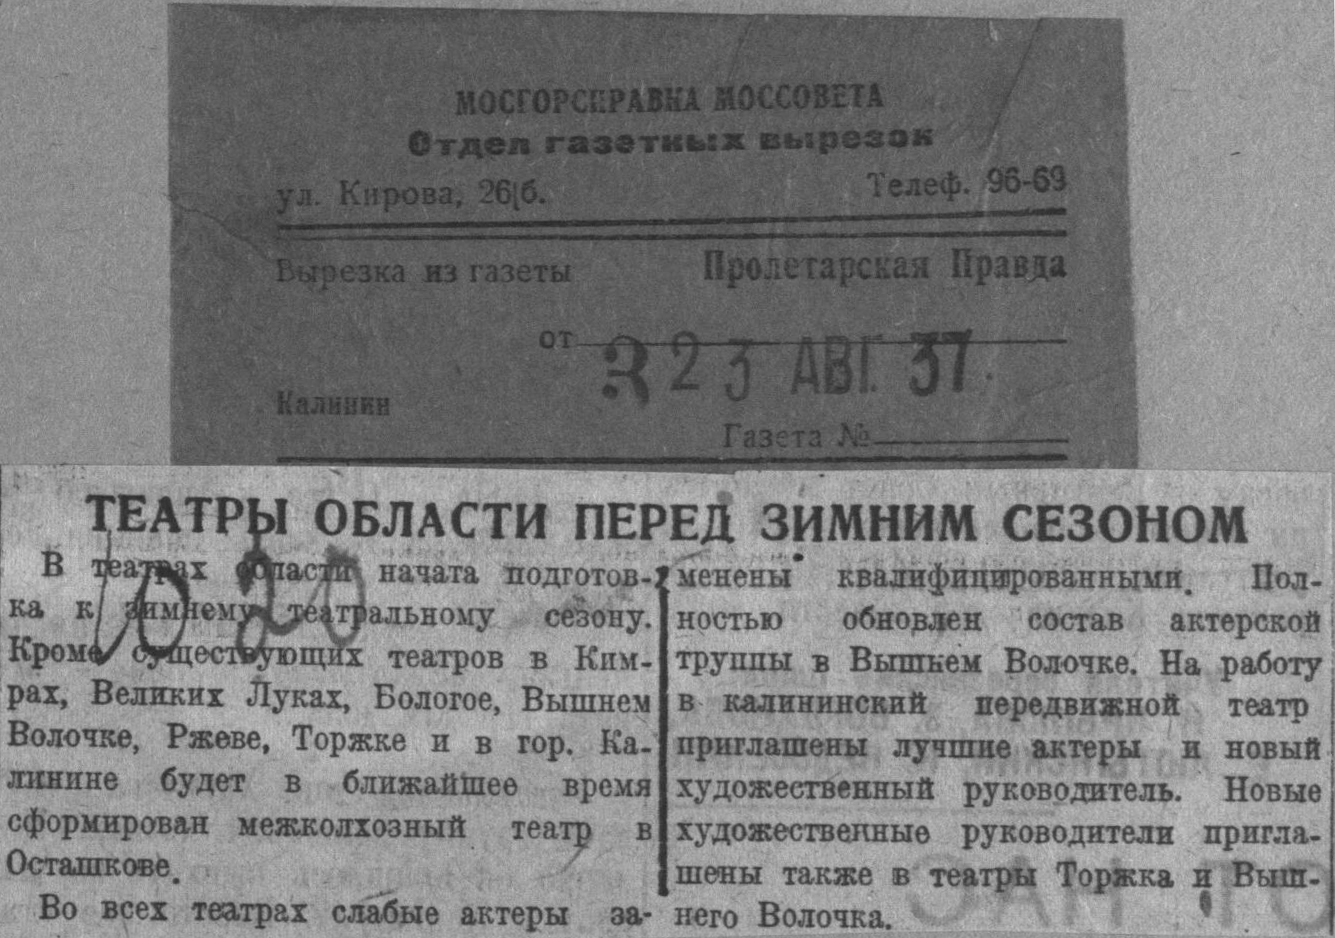 МОСГОРСПРАВКА МОССОВЕТА
Отдел газетных вырезок
ул. Кирова, 26/б. Телеф. 96-69
Вырезка из газеты Пролетарская Правда
от 23 АВГ. 37
Калинин
Газета №
ТЕАТРЫ ОБЛАСТИ ПЕРЕД ЗИМНИМ СЕЗОНОМ
В театрах области начата подготов-
ка к зимнему театральному сезону.
Кроме существующих театров в Ким-
рах, Великих Луках, Бологое, Вышнем
Волочке, Ржеве, Торжке и в гор. Ка-
линине будет в ближайшее время
сформирован межколхозный театр в
Осташкове.
Во всех театрах слабые актеры за-
менены квалифицированными. Пол-
ностью обновлен состав актерской
труппы в Вышнем Волочке. На работу
в калининский передвижной театр
приглашены лучшие актеры и новый
художественный руководитель. Новые
художественные руководители пригла-
шены также в театры Торжка и Выш-
него Волочка.
10 20